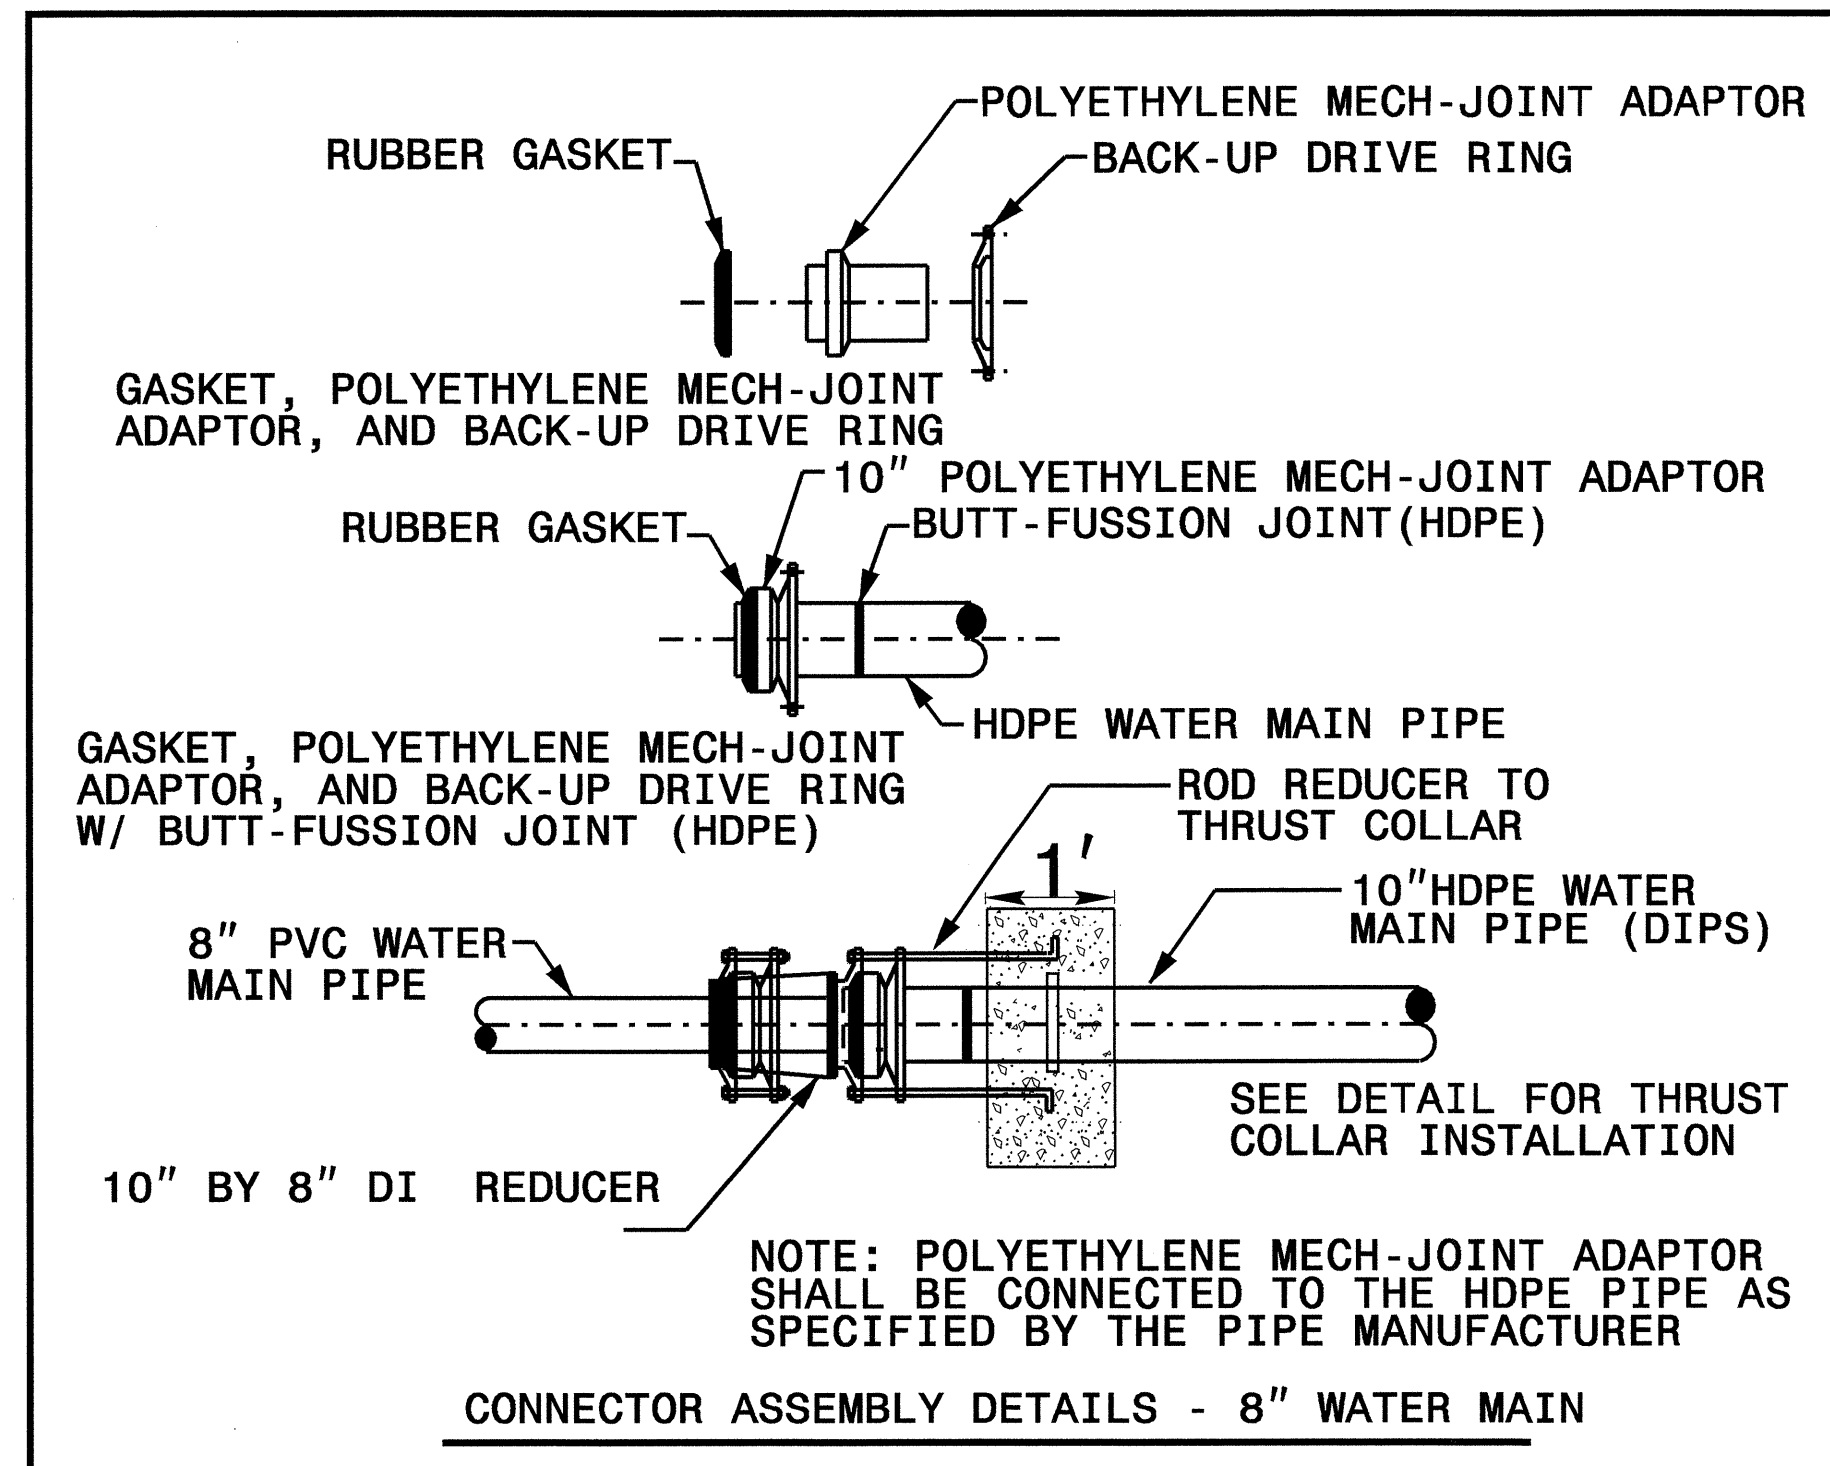 POLYETHYLENE MECH-JOINT ADAPTOR
RUBBER GASKET
BACK-UP DRIVE RING
GASKET, POLYETHYLENE MECH-JOINT
ADAPTOR, AND BACK-UP DRIVE RING
10" POLYETHYLENE MECH-JOINT ADAPTOR
RUBBER GASKET
BUTT-FUSSION JOINT(HDPE)
HDPE WATER MAIN PIPE
GASKET, POLYETHYLENE MECH-JOINT
ADAPTOR, AND BACK-UP DRIVE RING
W/ BUTT-FUSSION JOINT (HDPE)
ROD REDUCER TO
THRUST COLLAR
1'
10"HDPE WATER
MAIN PIPE (DIPS)
8" PVC WATER
MAIN PIPE
SEE DETAIL FOR THRUST
COLLAR INSTALLATION
10" BY 8" DI REDUCER
NOTE: POLYETHYLENE MECH-JOINT ADAPTOR
SHALL BE CONNECTED TO THE HDPE PIPE AS
SPECIFIED BY THE PIPE MANUFACTURER
CONNECTOR ASSEMBLY DETAILS - 8" WATER MAIN